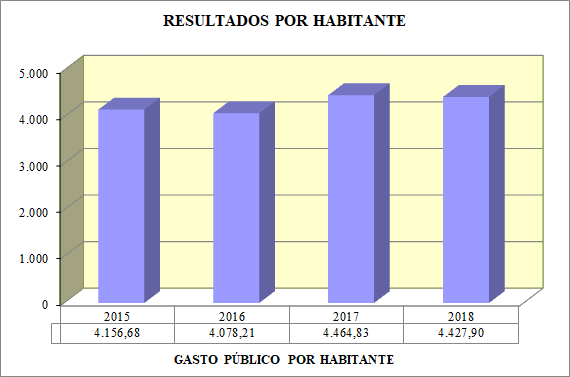 RESULTADOS POR HABITANTE
5.000
4.000
3.000
2.000
1.000
0
2015 2016 2017 2018
4.156,68 4.078,21 4.464,83 4.427,90
GASTO PÚBLICO POR HABITANTE